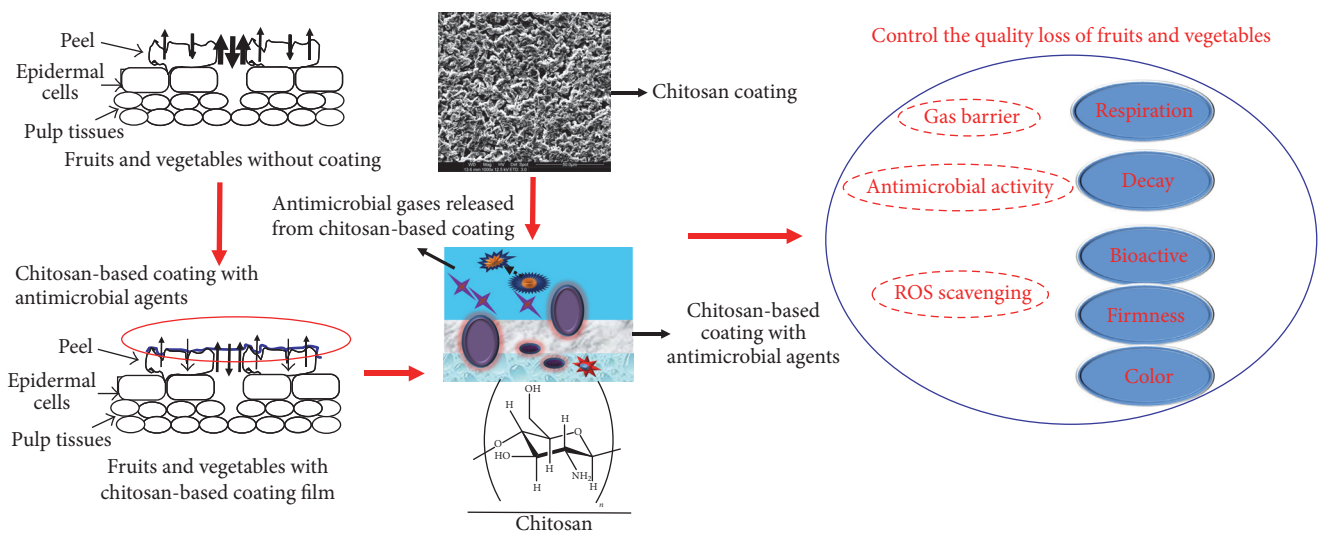 Peel
Epidermal
cells
Pulp tissues
Fruits and vegetables without coating
Chitosan coating
Antimicrobial gases released
from chitosan-based coating
Chitosan-based coating with
antimicrobial agents
Peel
Epidermal
cells
Pulp tissues
Fruits and vegetables with
chitosan-based coating film
Chitosan-based
coating with
antimicrobial agents
OH
H
H
O
O
HO
H
NH2
H
H
n
Chitosan
Control the quality loss of fruits and vegetables
Gas barrier
Respiration
Antimicrobial activity
Decay
Bioactive
ROS scavenging
Firmness
Color